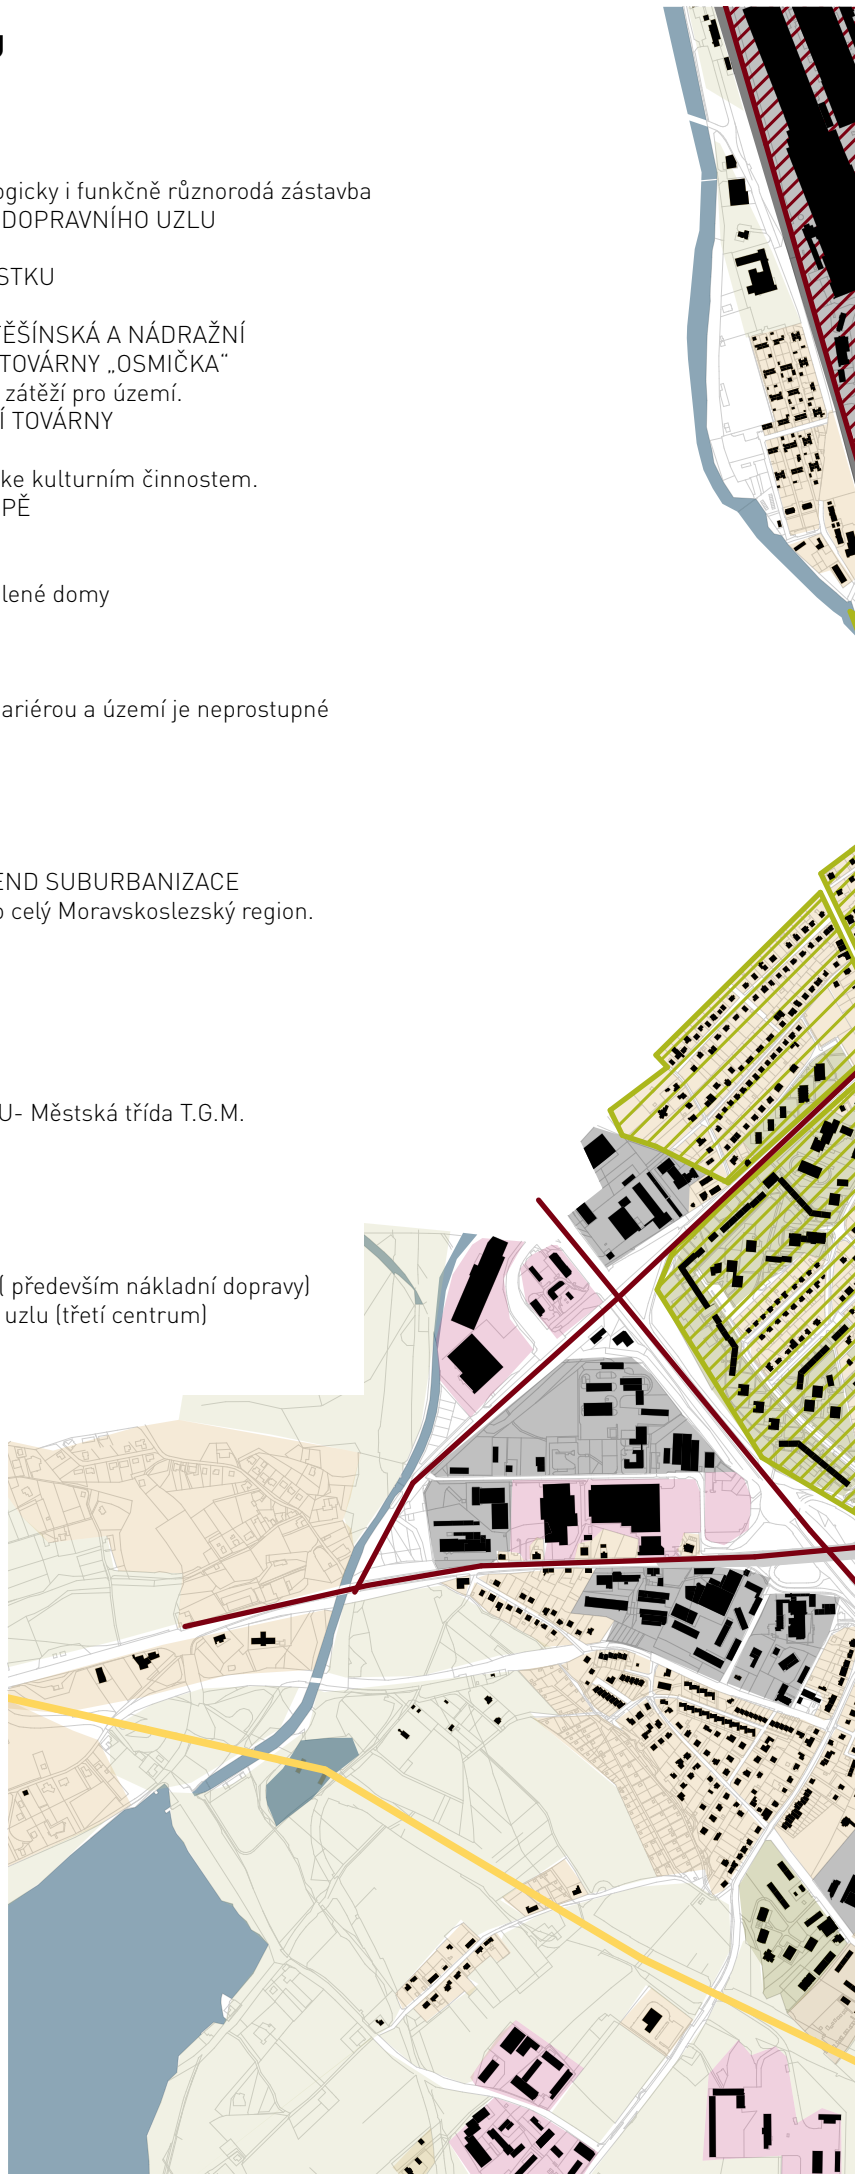 ogicky i funkčně různorodá zástavba
DOPRAVNÍHO UZLU
STKU
TĚŠÍNSKÁ A NÁDRAŽNÍ
TOVÁRNY „OSMIČKA“
zátěží pro území.
Í TOVÁRNY
ke kulturním činnostem.
PĚ
lené domy
ariérou a území je neprostupné
END SUBURBANIZACE
o celý Moravskoslezský region.
U- Městská třída T.G.M.
( především nákladní dopravy)
uzlu (třetí centrum)